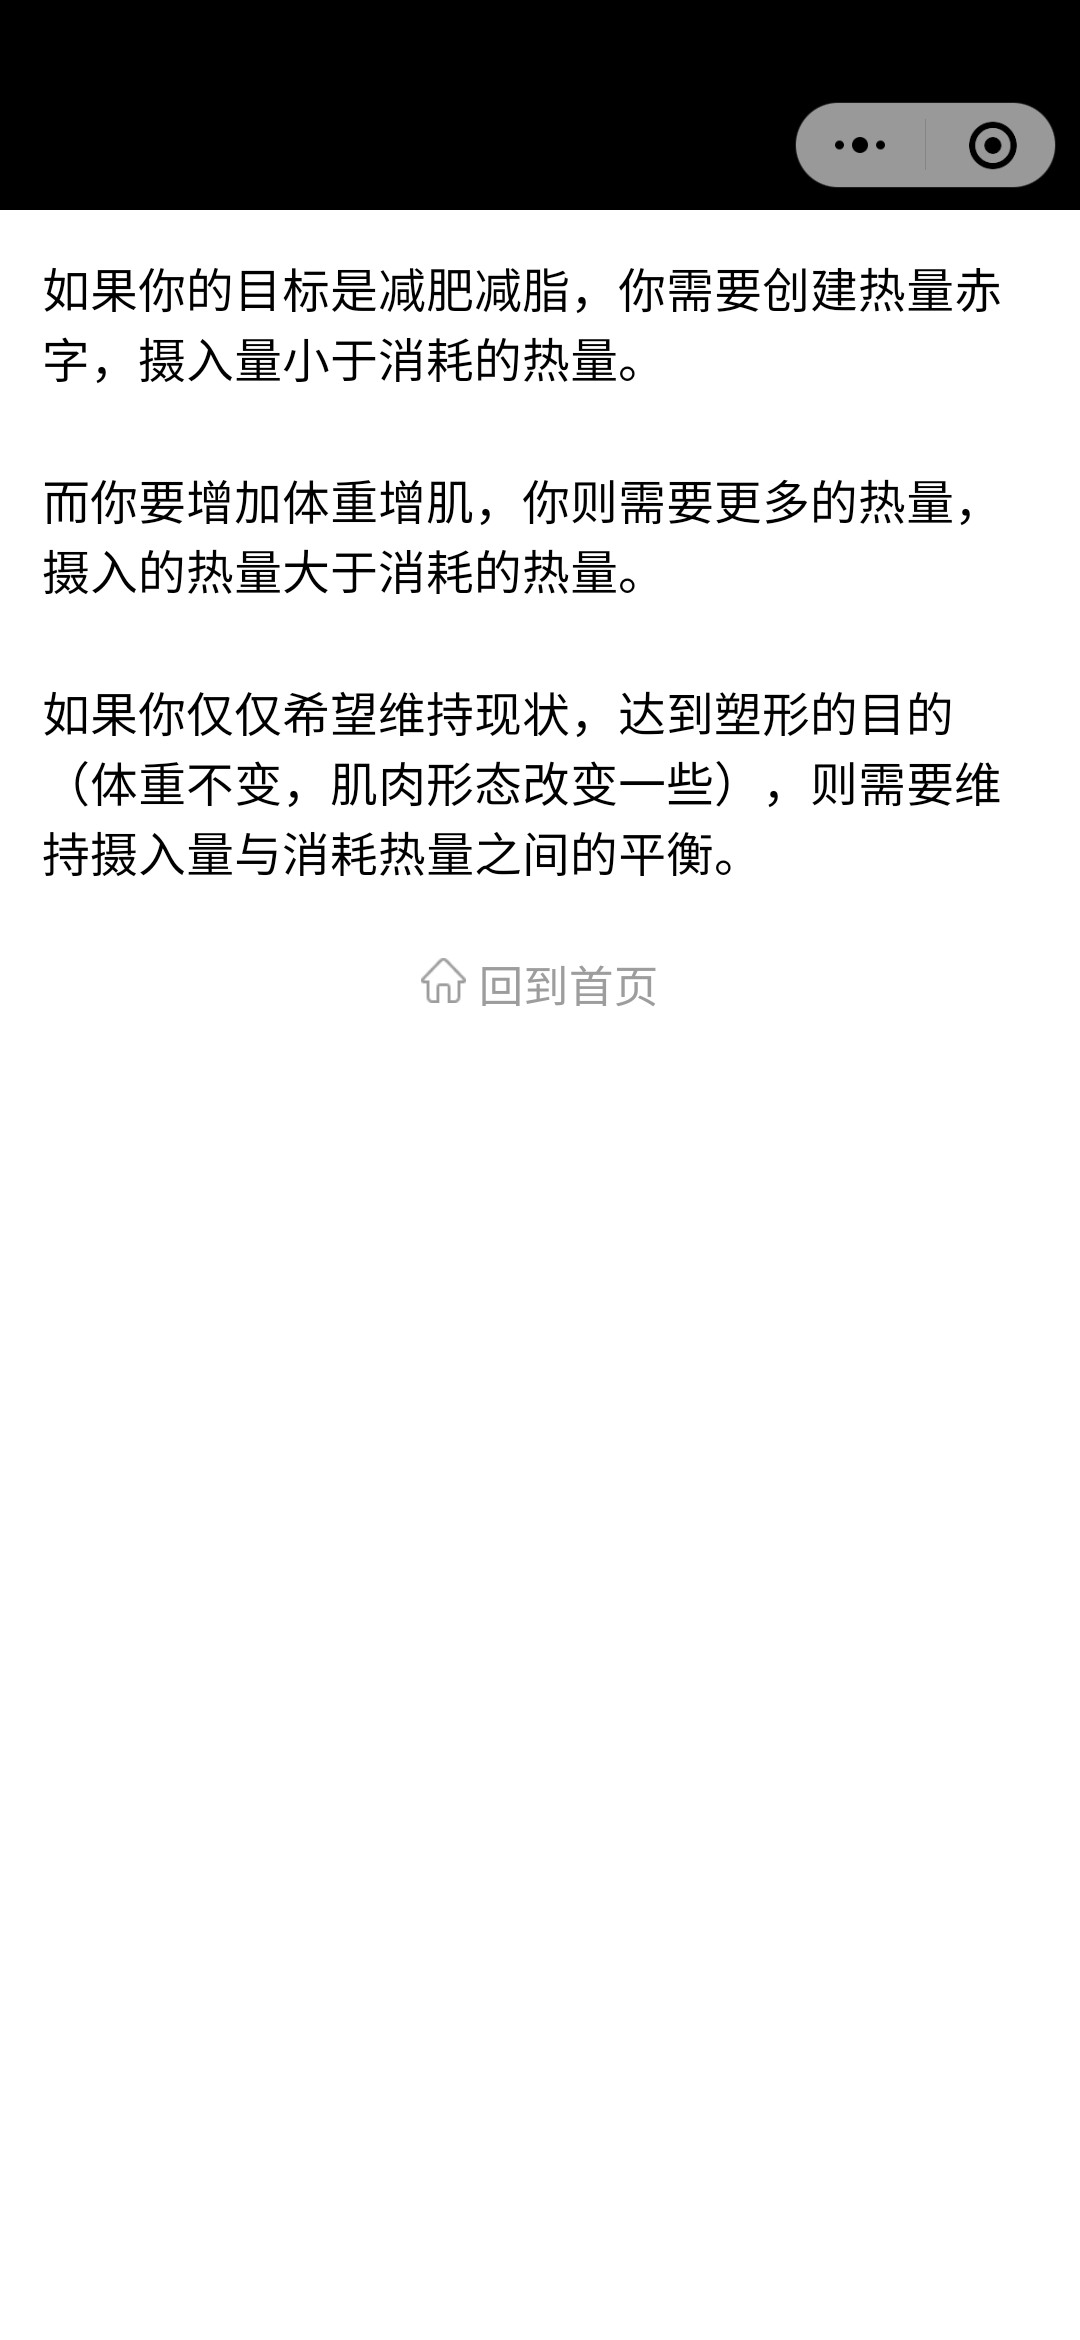 如果你的目标是减肥减脂，你需要创建热量赤
字，摄入量小于消耗的热量。
而你要增加体重增肌，你则需要更多的热量，
摄入的热量大于消耗的热量。
如果你仅仅希望维持现状，达到塑形的目的
（体重不变，肌肉形态改变一些），则需要维
持摄入量与消耗热量之间的平衡。
回到首页